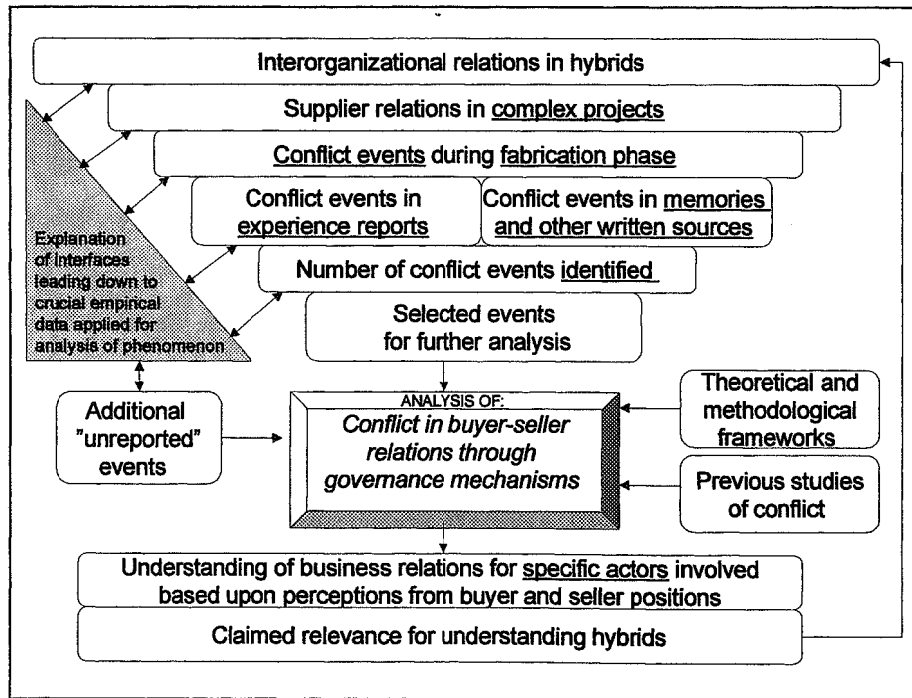 Interorganizational relations in hybrids
Supplier relations in complex projects
Conflict events during fabrication phase
Conflict events in
experience reports
Conflict events in memories
and other written sources
Explanation
of interfaces
leading down to
crucial empirical
data applied for
analysis of phenomenon
Number of conflict events identified
Selected events
for further analysis
Additional
"unreported"
events
ANALYSIS OF:
Conflict in buyer-seller
relations through
governance mechanisms
Theoretical and
methodological
frameworks
Previous studies
of conflict
Understanding of business relations for specific actors involved
based upon perceptions from buyer and seller positions
Claimed relevance for understanding hybrids